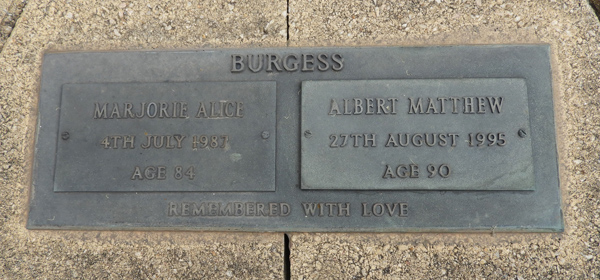 BURGESS
MARJORIE ALICE
4TH JULY 1987
AGE 84
ALBERT MATTHEW
27TH AUGUST 1995
AGE 90
REMEMBERED WITH LOVE